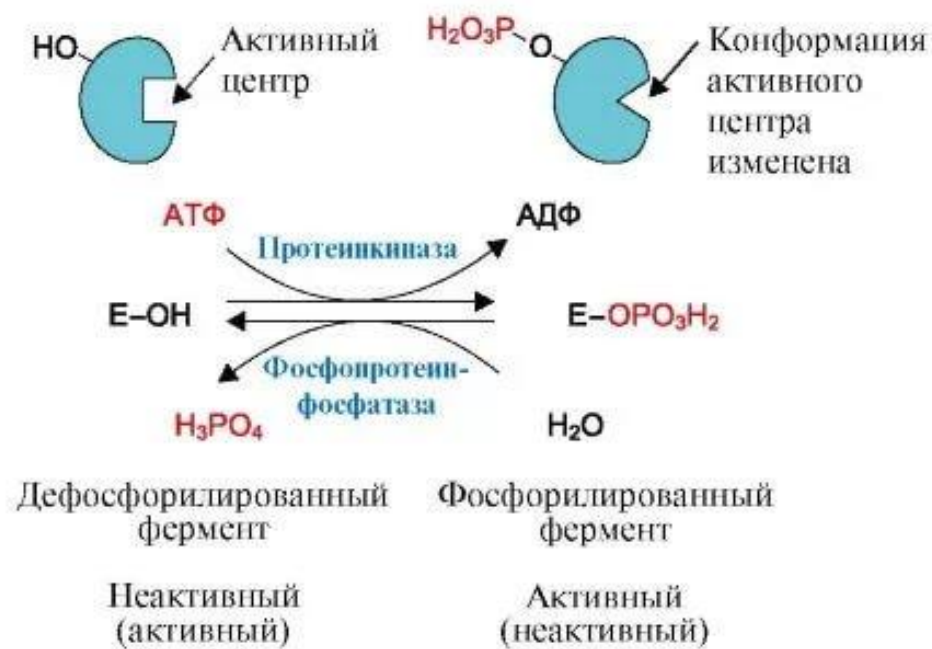 HO
Активный
центр
H₂O₃P
O
Конформация
активного
центра
изменена
АТФ
АДФ
Протеинкиназа
E–OH
E–OPO₃H₂
Фосфопротеин-
фосфатаза
H₃PO₄
H₂O
Дефосфорилированный
фермент
Фосфорилированный
фермент
Неактивный
(активный)
Активный
(неактивный)